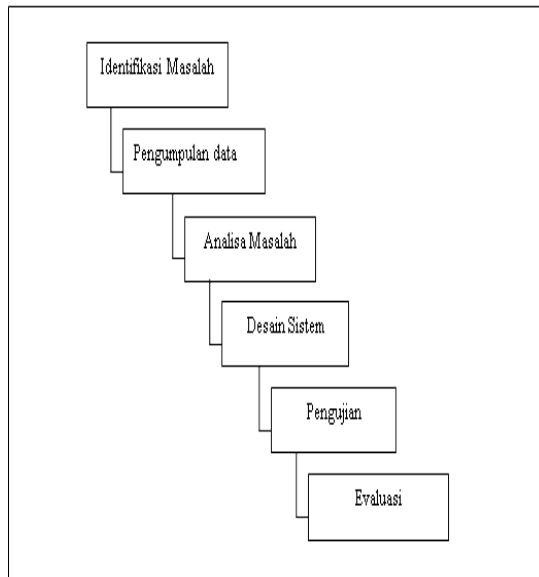 Identifikasi Masalah
Pengumpulan data
Analisa Masalah
Desain Sistem
Pengujian
Evaluasi